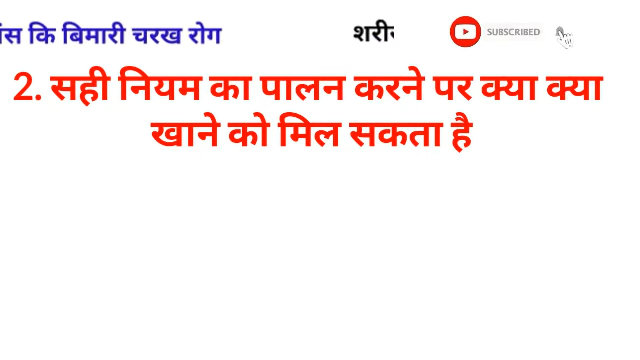 कि बिमारी चरख रोग
SUBSCRIBED
2. सही नियम का पालन करने पर क्या क्या
खाने को मिल सकता है